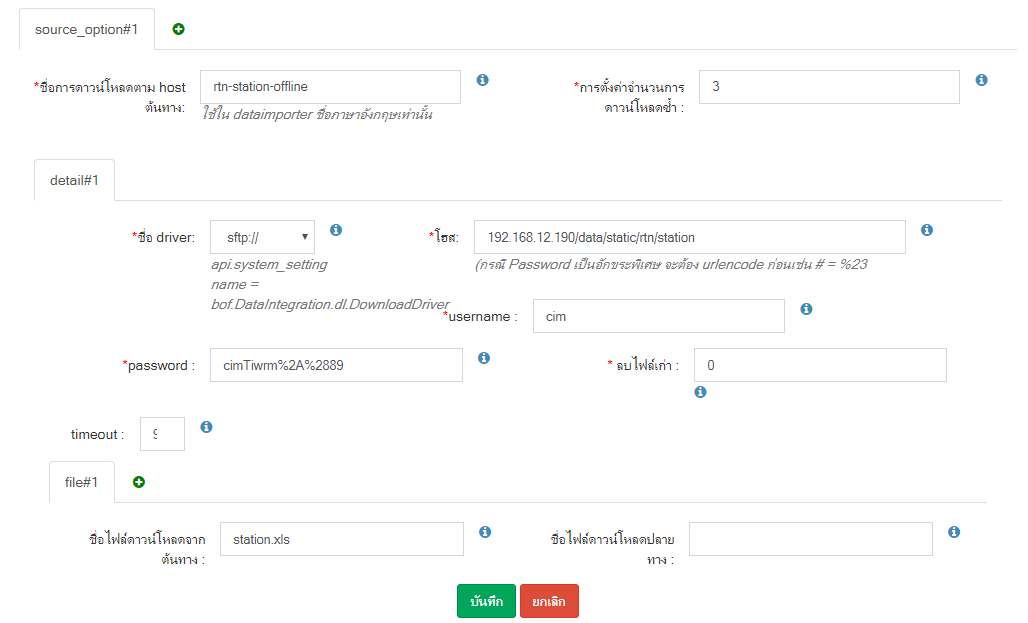 source_option#1
*ชื่อการดาวน์โหลดตาม host ต้นทาง:
rtn-station-offline
ใช้ใน dataimporter ชื่อภาษาอังกฤษเท่านั้น
*การตั้งค่าจำนวนการ
ดาวน์โหลดซ้ำ :
3
detail#1
*ชื่อ driver:
sftp://
api.system_setting
name =
bof.DataIntegration.dl.DownloadDriver
*โฮส:
192.168.12.190/data/static/rtn/station
(กรณี Password เป็นอักขระพิเศษ จะต้อง urlencode ก่อนเช่น # = %23
*username :
cim
*password :
cimTiwrm%2A%2889
* ลบไฟล์เก่า :
0
timeout :
file#1
ชื่อไฟล์ดาวน์โหลดจาก
ต้นทาง :
station.xls
ชื่อไฟล์ดาวน์โหลดปลาย
ทาง :
บันทึก
ยกเลิก